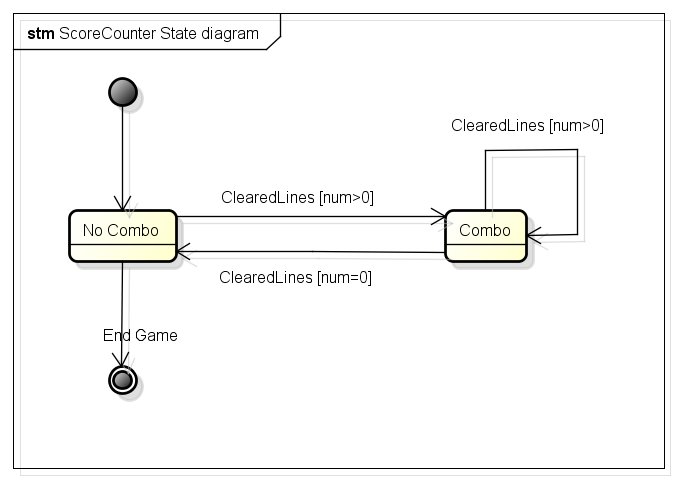 stm ScoreCounter State diagram
ClearedLines [num>0]
ClearedLines [num>0]
No Combo
Combo
ClearedLines [num=0]
End Game